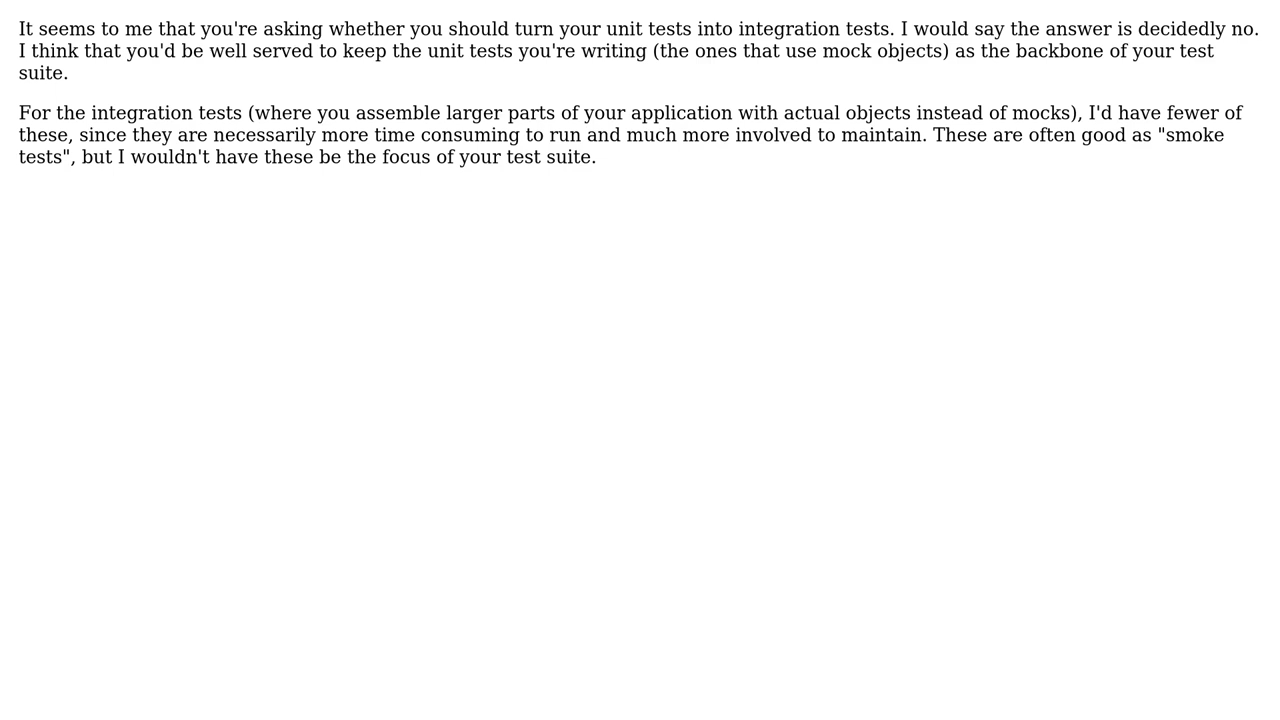 It seems to me that you're asking whether you should turn your unit tests into integration tests. I would say the answer is decidedly no.
I think that you'd be well served to keep the unit tests you're writing (the ones that use mock objects) as the backbone of your test
suite.
For the integration tests (where you assemble larger parts of your application with actual objects instead of mocks), I'd have fewer of
these, since they are necessarily more time consuming to run and much more involved to maintain. These are often good as "smoke
tests", but I wouldn't have these be the focus of your test suite.